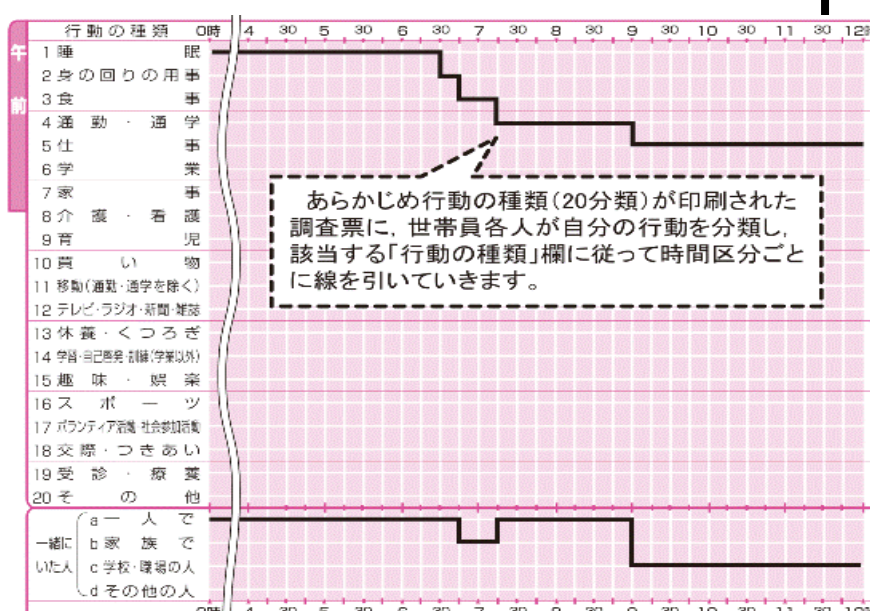 行動の種類 0時 4 30 5 30 6 30 7 30 8 30 9 30 10 30 11 30 12時
午前
1 睡眠
2 身の回りの用事
3 食事
4 通勤・通学
5 仕事
6 学業
7 家事
8 介護・看護
9 育児
10 買い物
11 移動(通勤・通学を除く)
12 テレビ・ラジオ・新聞・雑誌
13 休養・くつろぎ
14 学習・自己啓発・訓練(学業以外)
15 趣味・娯楽
16 スポーツ
17 ボランティア活動・社会参加活動
18 交際・つきあい
19 受診・療養
20 その他
あらかじめ行動の種類(20分類)が印刷された
調査票に,世帯員各人が自分の行動を分類し,
該当する「行動の種類」欄に従って時間区分ごと
に線を引いていきます。
一緒に
いた人
a 一人で
b 家族で
c 学校・職場の人
d その他の人